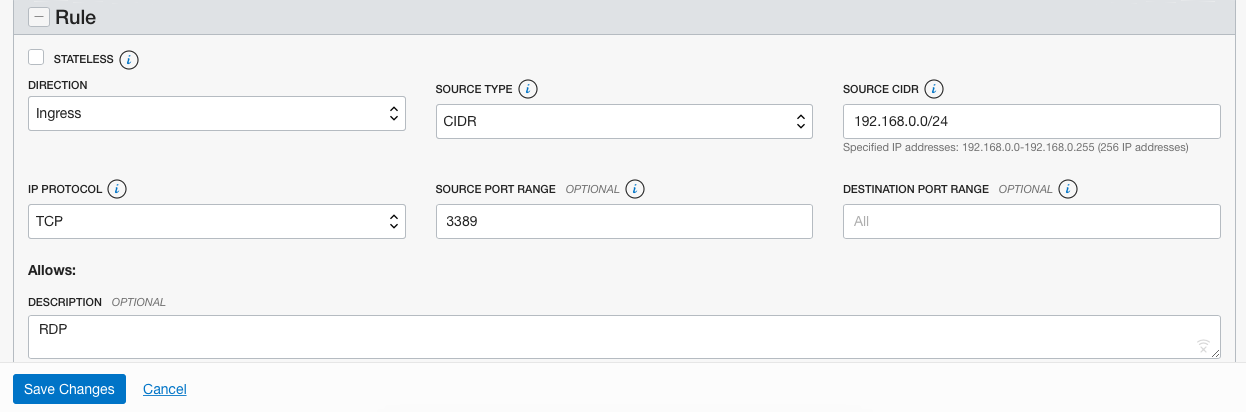 Rule
STATELESS i
DIRECTION
Ingress
SOURCE TYPE i
CIDR
SOURCE CIDR i
192.168.0.0/24
Specified IP addresses: 192.168.0.0-192.168.0.255 (256 IP addresses)
IP PROTOCOL i
TCP
SOURCE PORT RANGE OPTIONAL i
3389
DESTINATION PORT RANGE OPTIONAL i
All
Allows:
DESCRIPTION OPTIONAL
RDP
Save Changes Cancel